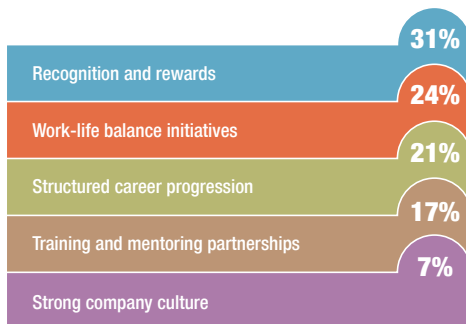 31%
Recognition and rewards
24%
Work-life balance initiatives
21%
Structured career progression
17%
Training and mentoring partnerships
7%
Strong company culture